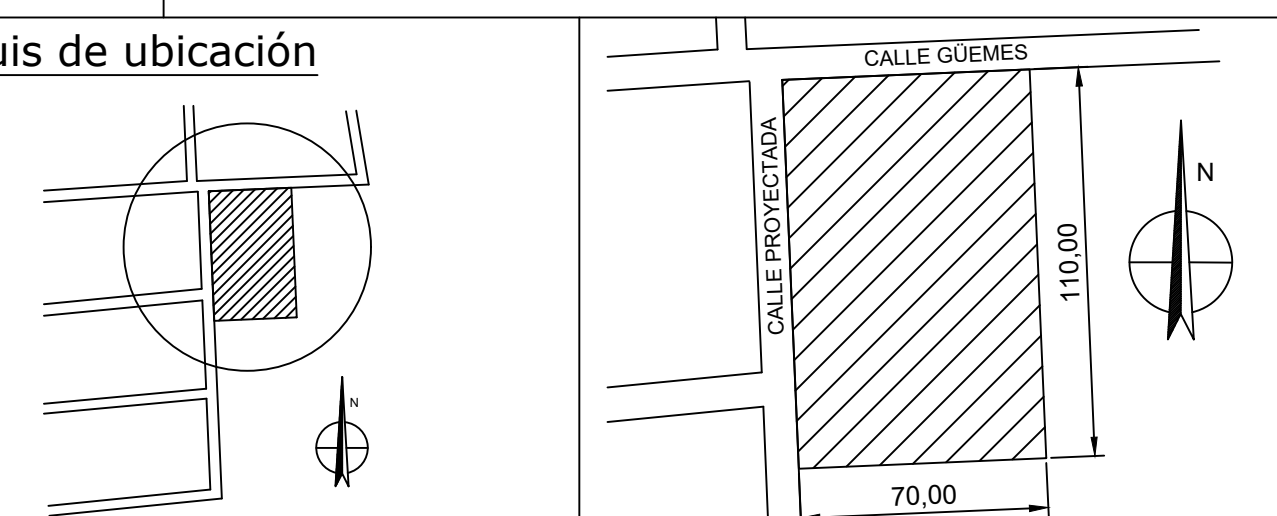 uis de ubicación
N
CALLE GÜEMES
CALLE PROYECTADA
110,00
N
70,00